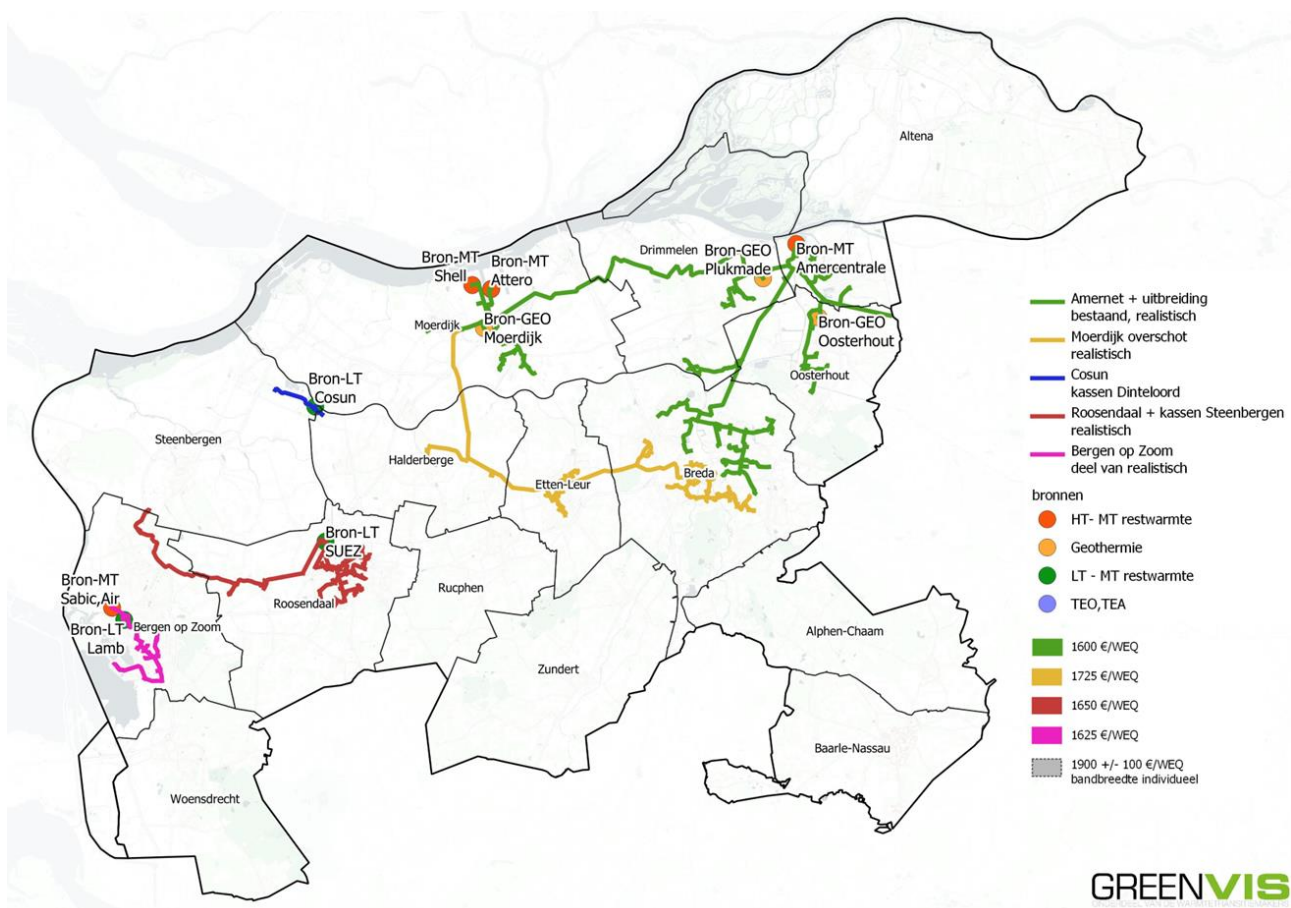 Altena
Drimmelen
Bron-GEO
Plukmade
Bron-MT
Amercentrale
Bron-MT
Shell
Bron-MT
Attero
Moerdijk
Bron-GEO
Moerdijk
Bron-GEO
Oosterhout
Oosterhout
Bron-LT
Cosun
Steenbergen
Halderberge
Etten-Leur
Breda
Bron-LT
SUEZ
Roosendaal
Rucphen
Bron-MT
Sabic,Air
Bron-LT
Lamb
Bergen op Zoom
Zundert
Alphen-Chaam
Baarle-Nassau
Woensdrecht
Amernet + uitbreiding
bestaand, realistisch
Moerdijk overschot
realistisch
Cosun
kassen Dinteloord
Roosendaal + kassen Steenbergen
realistisch
Bergen op Zoom
deel van realistisch
bronnen
HT- MT restwarmte
Geothermie
LT - MT restwarmte
TEO,TEA
1600 €/WEQ
1725 €/WEQ
1650 €/WEQ
1625 €/WEQ
1900 +/- 100 €/WEQ
bandbreedte individueel
GREENVIS